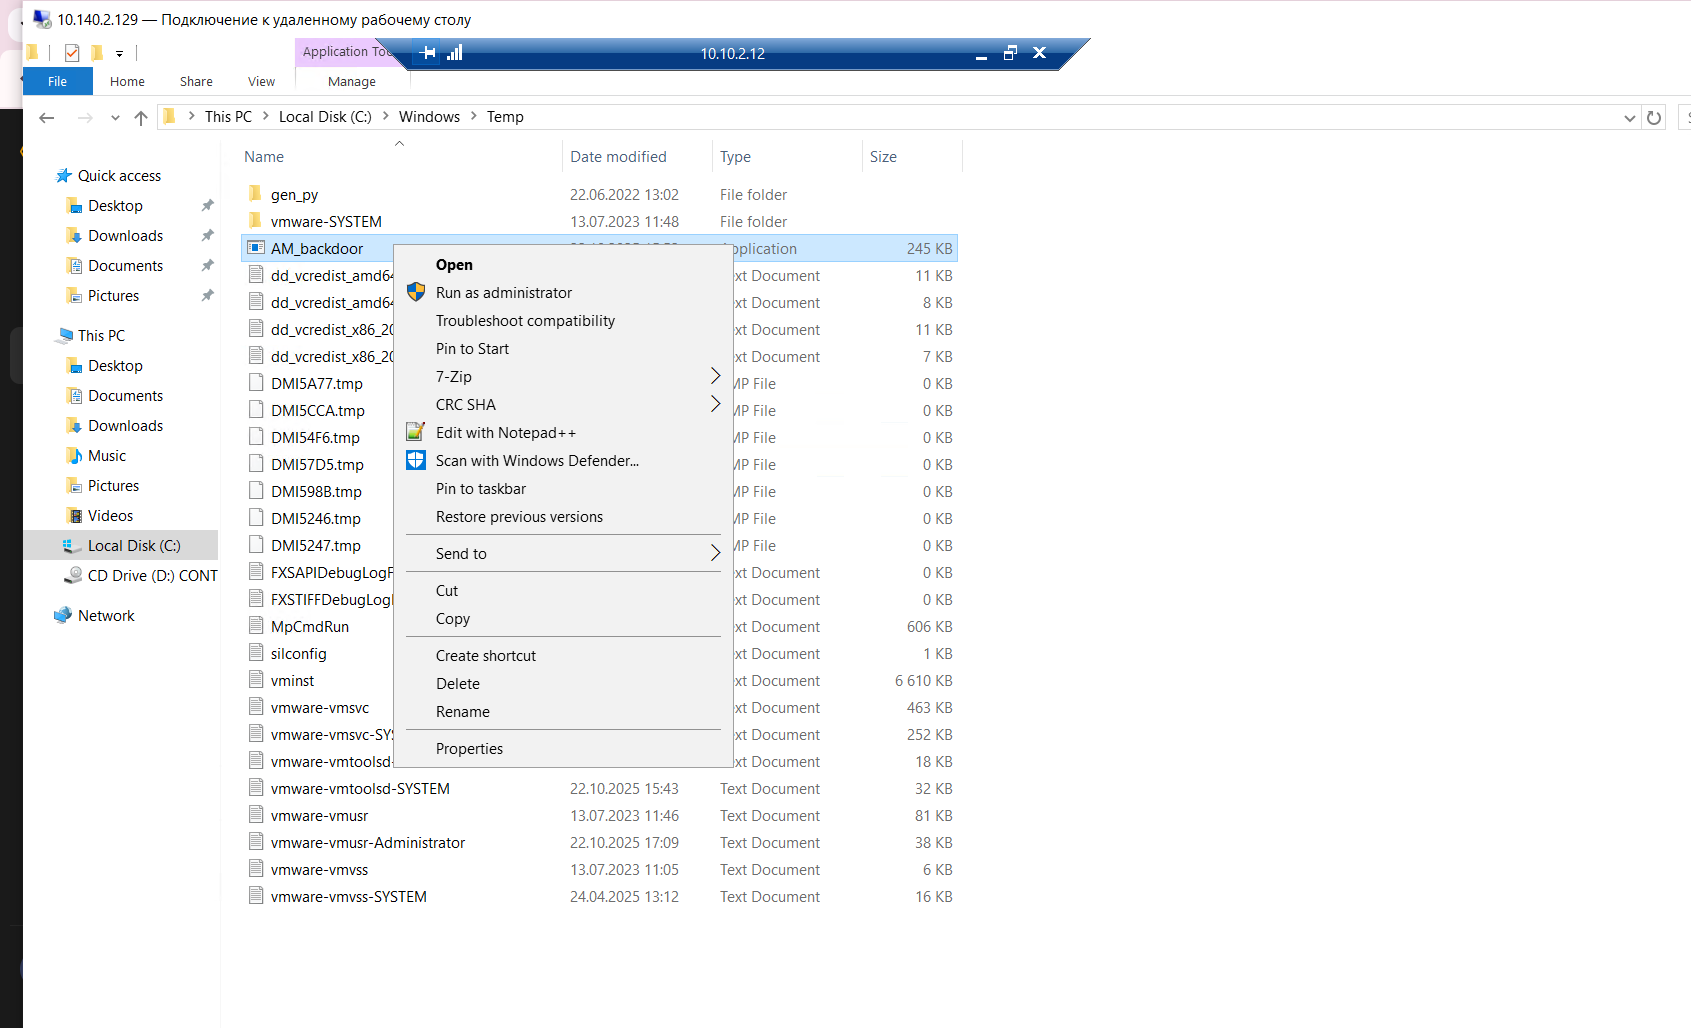 10.140.2.129 — Подключение к удаленному рабочему столу
Application Too
10.10.2.12
File Home Share View Manage
This PC Local Disk (C:) Windows Temp
Name Date modified Type Size
Quick access
Desktop
Downloads
Documents
Pictures
This PC
Desktop
Documents
Downloads
Music
Pictures
Videos
Local Disk (C:)
CD Drive (D:) CONT
Network
gen_py 22.06.2022 13:02 File folder
vmware-SYSTEM 13.07.2023 11:48 File folder
AM_backdoor pplication 245 KB
dd_vcredist_amd64 xt Document 11 KB
dd_vcredist_amd64 xt Document 8 KB
dd_vcredist_x86_20 xt Document 11 KB
dd_vcredist_x86_20 xt Document 7 KB
DMI5A77.tmp MP File 0 KB
DMI5CCA.tmp MP File 0 KB
DMI54F6.tmp MP File 0 KB
DMI57D5.tmp MP File 0 KB
DMI598B.tmp MP File 0 KB
DMI5246.tmp MP File 0 KB
DMI5247.tmp MP File 0 KB
FXSAPIDebugLogF xt Document 0 KB
FXSTIFFDebugLog xt Document 0 KB
MpCmdRun xt Document 606 KB
silconfig xt Document 1 KB
vminst xt Document 6 610 KB
vmware-vmsvc xt Document 463 KB
vmware-vmsvc-SYS xt Document 252 KB
vmware-vmtoolsd- xt Document 18 KB
vmware-vmtoolsd-SYSTEM 22.10.2025 15:43 Text Document 32 KB
vmware-vmusr 13.07.2023 11:46 Text Document 81 KB
vmware-vmusr-Administrator 22.10.2025 17:09 Text Document 38 KB
vmware-vmvss 13.07.2023 11:05 Text Document 6 KB
vmware-vmvss-SYSTEM 24.04.2025 13:12 Text Document 16 KB
Open
Run as administrator
Troubleshoot compatibility
Pin to Start
7-Zip
CRC SHA
Edit with Notepad++
Scan with Windows Defender...
Pin to taskbar
Restore previous versions
Send to
Cut
Copy
Create shortcut
Delete
Rename
Properties